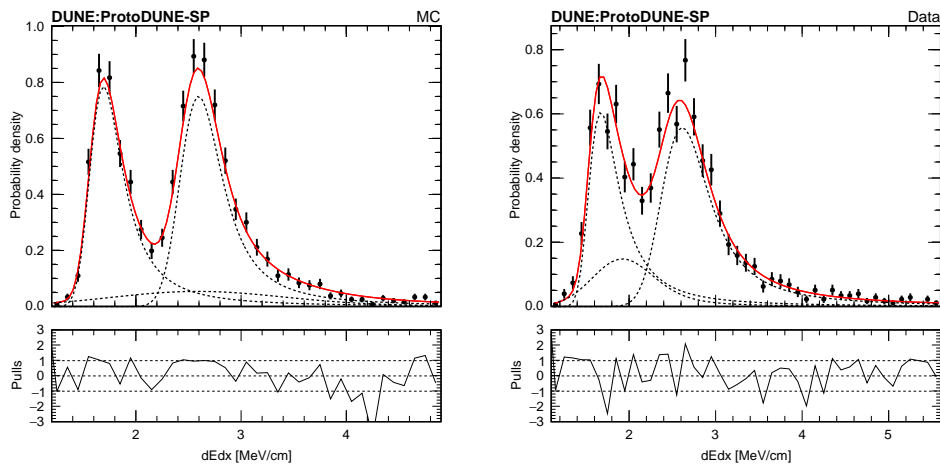 DUNE:ProtoDUNE-SP MC
Probability density
1.0
0.8
0.6
0.4
0.2
0.0
Pulls
3
2
1
0
−1
−2
−3
2 3 4
dEdx [MeV/cm]
DUNE:ProtoDUNE-SP Data
Probability density
0.8
0.6
0.4
0.2
0.0
Pulls
3
2
1
0
−1
−2
−3
2 3 4 5
dEdx [MeV/cm]